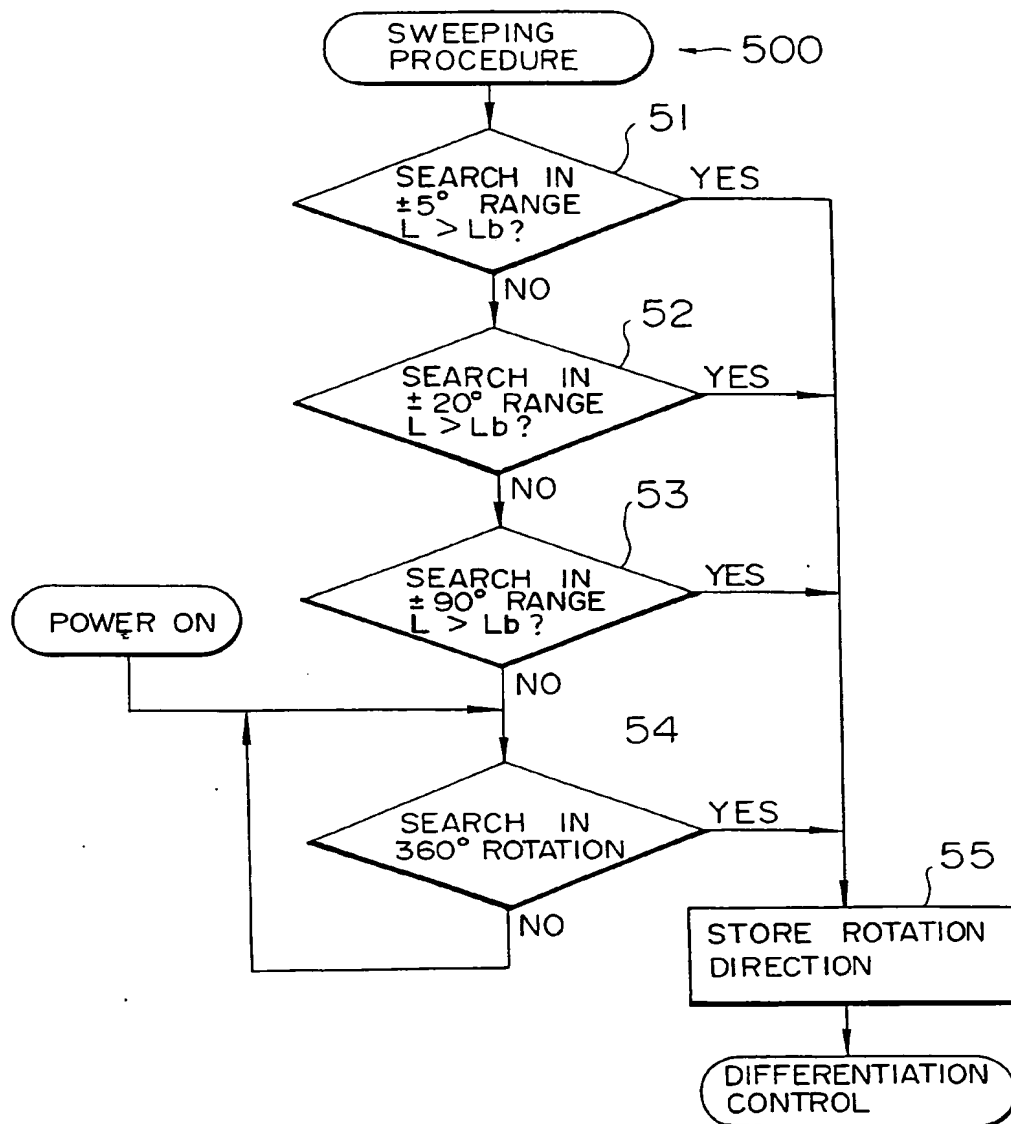 SWEEPING
PROCEDURE
500
51
SEARCH IN
±5° RANGE
L > Lb?
YES
NO
52
SEARCH IN
±20° RANGE
L > Lb?
YES
NO
53
SEARCH IN
±90° RANGE
L > Lb?
YES
POWER ON
NO
54
SEARCH IN
360° ROTATION
YES
NO
55
STORE ROTATION
DIRECTION
DIFFERENTIATION
CONTROL